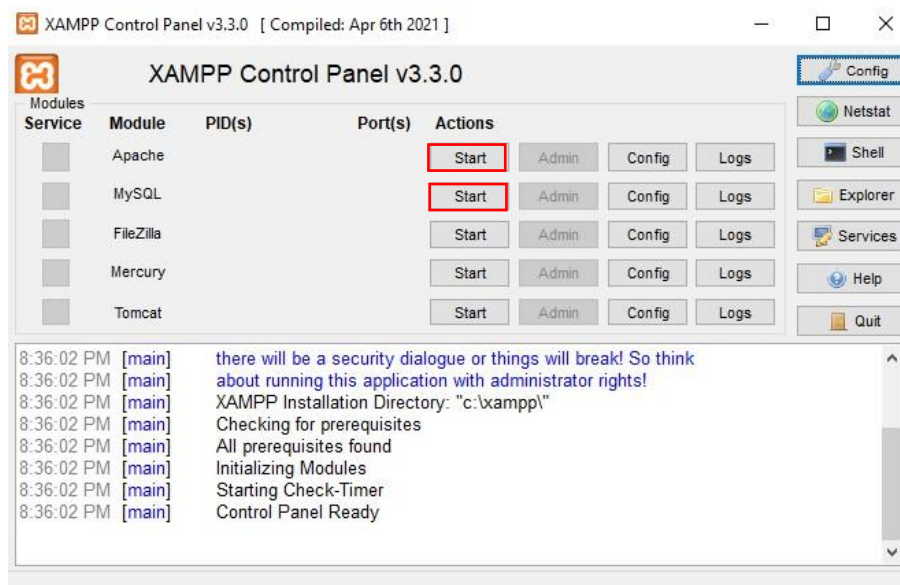 XAMPP Control Panel v3.3.0 [ Compiled: Apr 6th 2021 ]
XAMPP Control Panel v3.3.0
Config
Modules
Netstat
Service Module PID(s) Port(s) Actions
Apache Start Admin Config Logs
Shell
MySQL Start Admin Config Logs
Explorer
FileZilla Start Admin Config Logs
Services
Mercury Start Admin Config Logs
Help
Tomcat Start Admin Config Logs
Quit
8:36:02 PM [main] there will be a security dialogue or things will break! So think
8:36:02 PM [main] about running this application with administrator rights!
8:36:02 PM [main] XAMPP Installation Directory: "c:\xampp\"
8:36:02 PM [main] Checking for prerequisites
8:36:02 PM [main] All prerequisites found
8:36:02 PM [main] Initializing Modules
8:36:02 PM [main] Starting Check-Timer
8:36:02 PM [main] Control Panel Ready